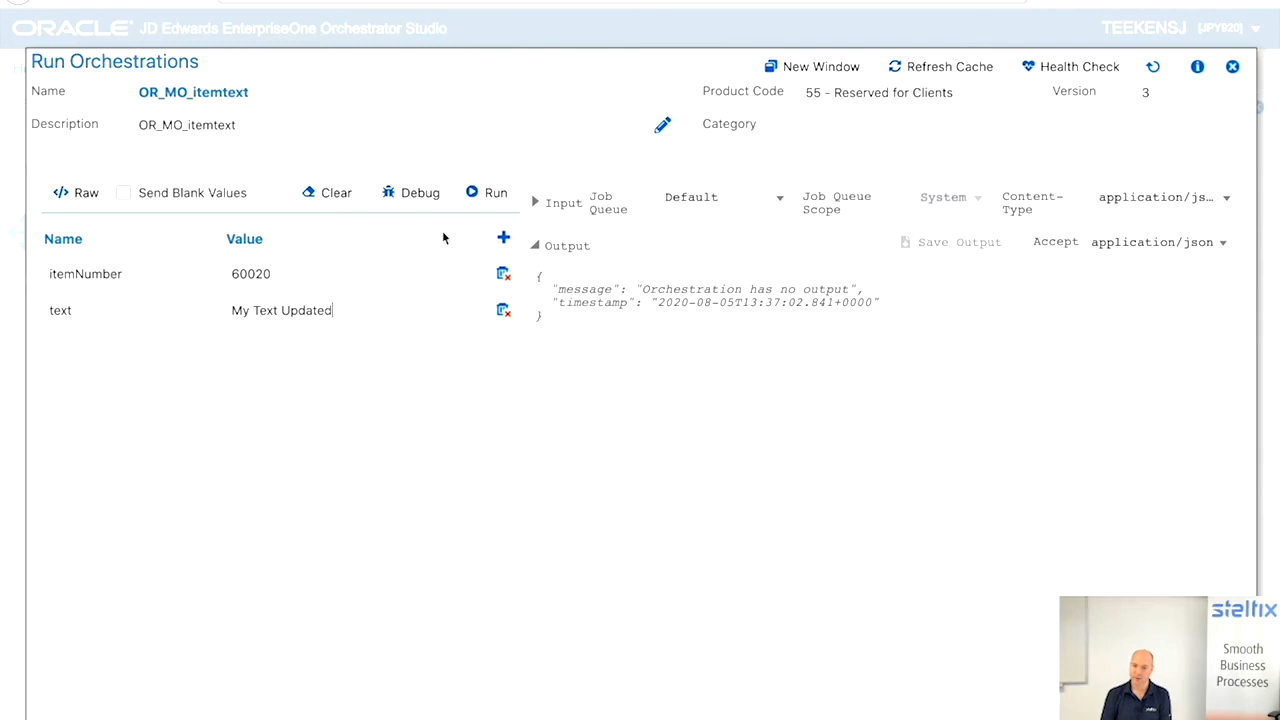 ORACLE JD Edwards EnterpriseOne Orchestrator Studio
TEEKENSJ [JPY920]
Run Orchestrations
New Window Refresh Cache Health Check
Name OR_MO_itemtext Product Code 55 - Reserved for Clients Version 3
Description OR_MO_itemtext Category
</> Raw Send Blank Values Clear Debug Run
Input Job Queue Default Job Queue Scope System Content-Type application/js...
Name Value
Output Save Output Accept application/json
itemNumber 60020
text My Text Updated
{
"message": "Orchestration has no output",
"timestamp": "2020-08-05T13:37:02.841+0000"
}
stelfix
Smooth
Business
Processes